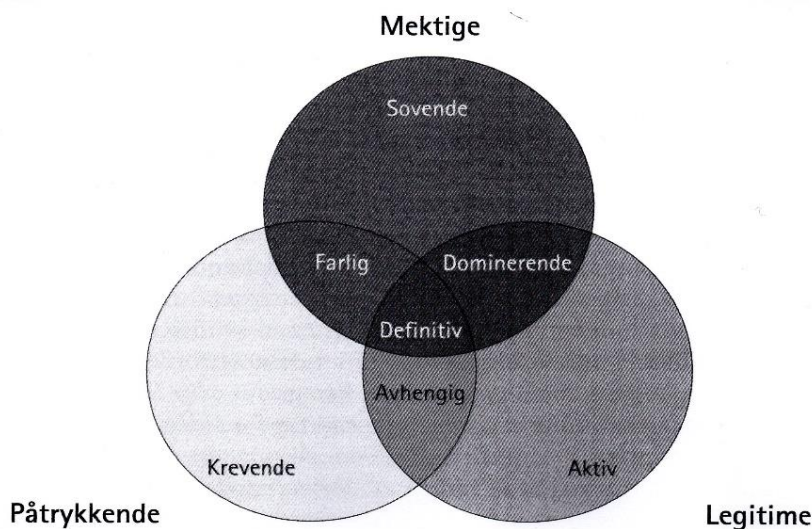 Mektige
Sovende
Farlig
Dominerende
Definitiv
Avhengig
Krevende
Aktiv
Påtrykkende
Legitime